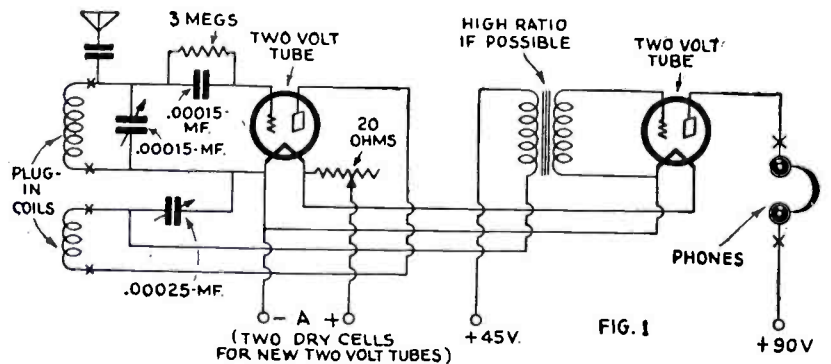 3 MEGS
TWO VOLT
TUBE
HIGH RATIO
IF POSSIBLE
TWO VOLT
TUBE
.00015-
MF.
20
OHMS
.00015-MF.
PLUG-
IN
COILS
PHONES
.00025-MF.
- A +
(TWO DRY CELLS
FOR NEW TWO VOLT TUBES)
+45V.
FIG. 1
+90V